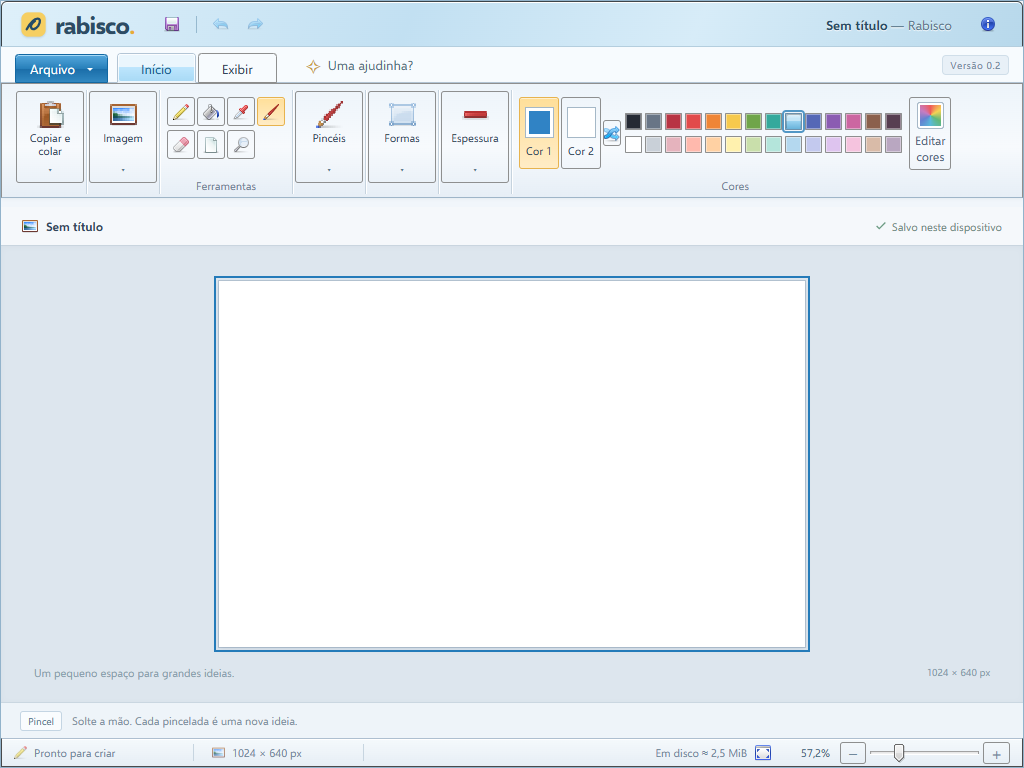 rabisco.
Sem título — Rabisco
Arquivo
Início
Exibir
Uma ajudinha?
Versão 0.2
Copiar e
colar
Imagem
Ferramentas
Pincéis
Formas
Espessura
Cor 1
Cor 2
Editar
cores
Cores
Sem título
Salvo neste dispositivo
Um pequeno espaço para grandes ideias.
1024 × 640 px
Pincel
Solte a mão. Cada pincelada é uma nova ideia.
Pronto para criar
1024 × 640 px
Em disco ≈ 2,5 MiB
57,2%